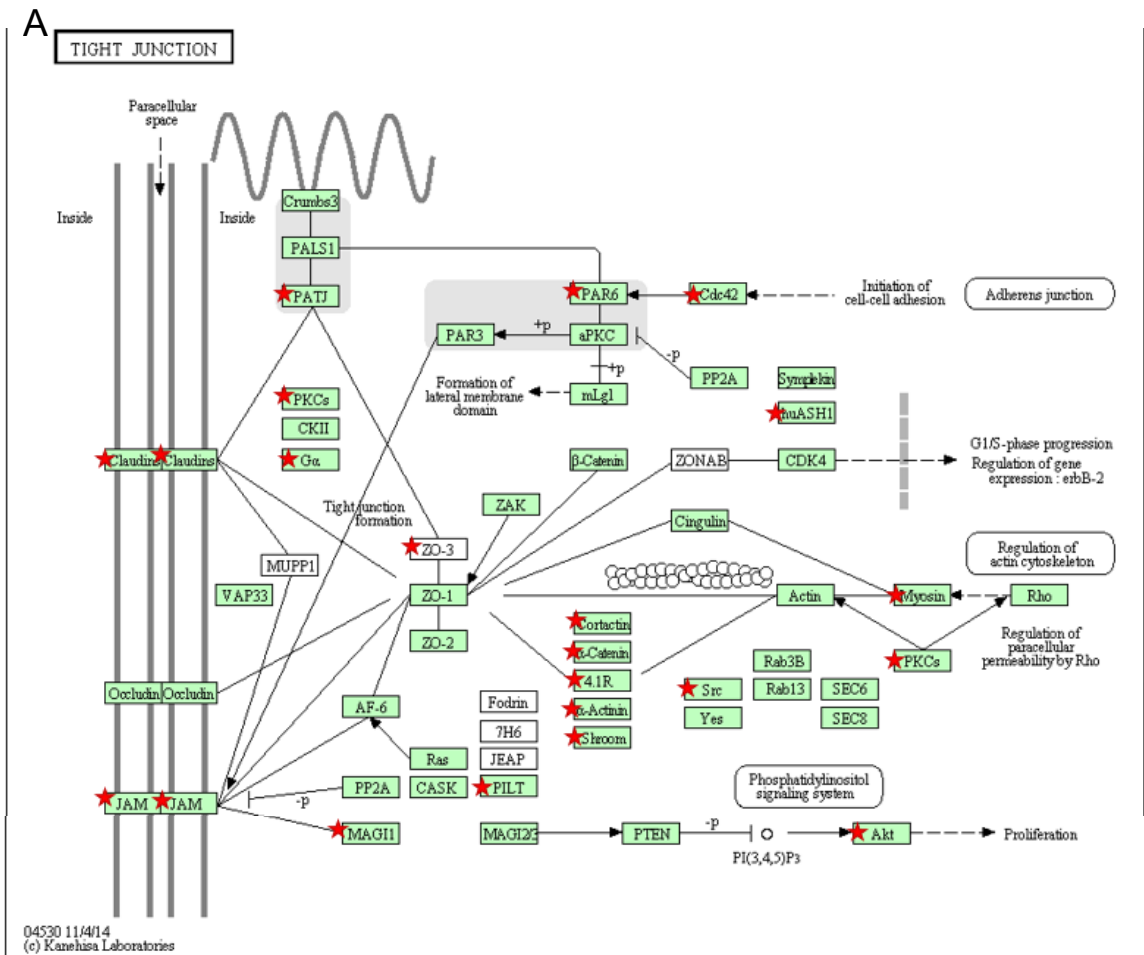 A
TIGHT JUNCTION
Paracellular
space
Inside
Inside
Crumbs3
PALS1
PATJ
PAR6
Cdc42
Initiation of
cell-cell adhesion
Adherens junction
PAR3
+p
aPKC
-p
+p
PP2A
Symplekin
Formation of
lateral membrane
domain
mLgl
huASH1
PKCs
CKII
Gα
Claudins
Claudins
β-Catenin
ZONAB
CDK4
G1/S-phase progression
Regulation of gene
expression : erbB-2
Tight junction
formation
ZAK
Cingulin
ZO-3
MUPP1
Regulation of
actin cytoskeleton
VAP33
ZO-1
Actin
Myosin
Rho
Cortactin
ZO-2
α-Catenin
Regulation of
paracellular
permeability by Rho
PKCs
Rab3B
4.1R
Src
Rab13
SEC6
Occludin
Occludin
AF-6
Fodrin
α-Actinin
Yes
SEC8
7H6
Shroom
Ras
JEAP
PP2A
CASK
PILT
Phosphatidylinositol
signaling system
JAM
JAM
-p
MAGI1
MAGI2/3
PTEN
-p
Akt
Proliferation
PI(3,4,5)P3
04530 11/4/14
(c) Kanehisa Laboratories